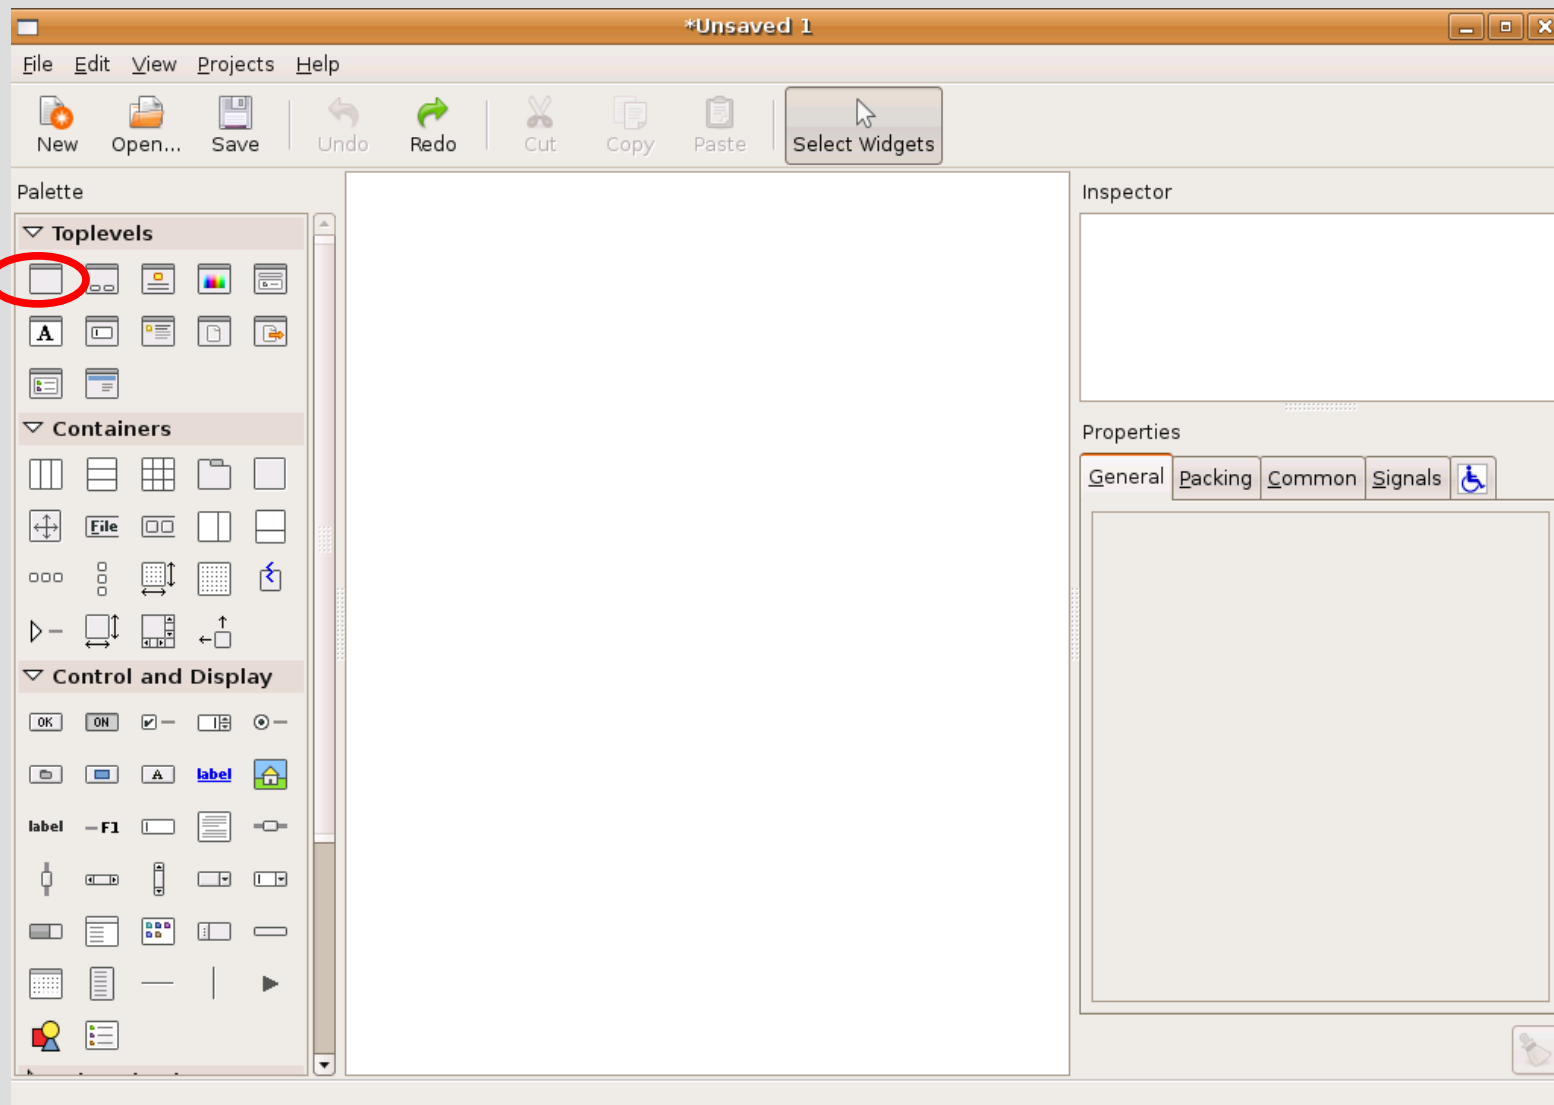 *Unsaved 1
File Edit View Projects Help
New Open... Save Undo Redo Cut Copy Paste Select Widgets
Palette
Toplevels
A
Containers
File
Control and Display
OK ON
A label
label F1
Inspector
Properties
General Packing Common Signals